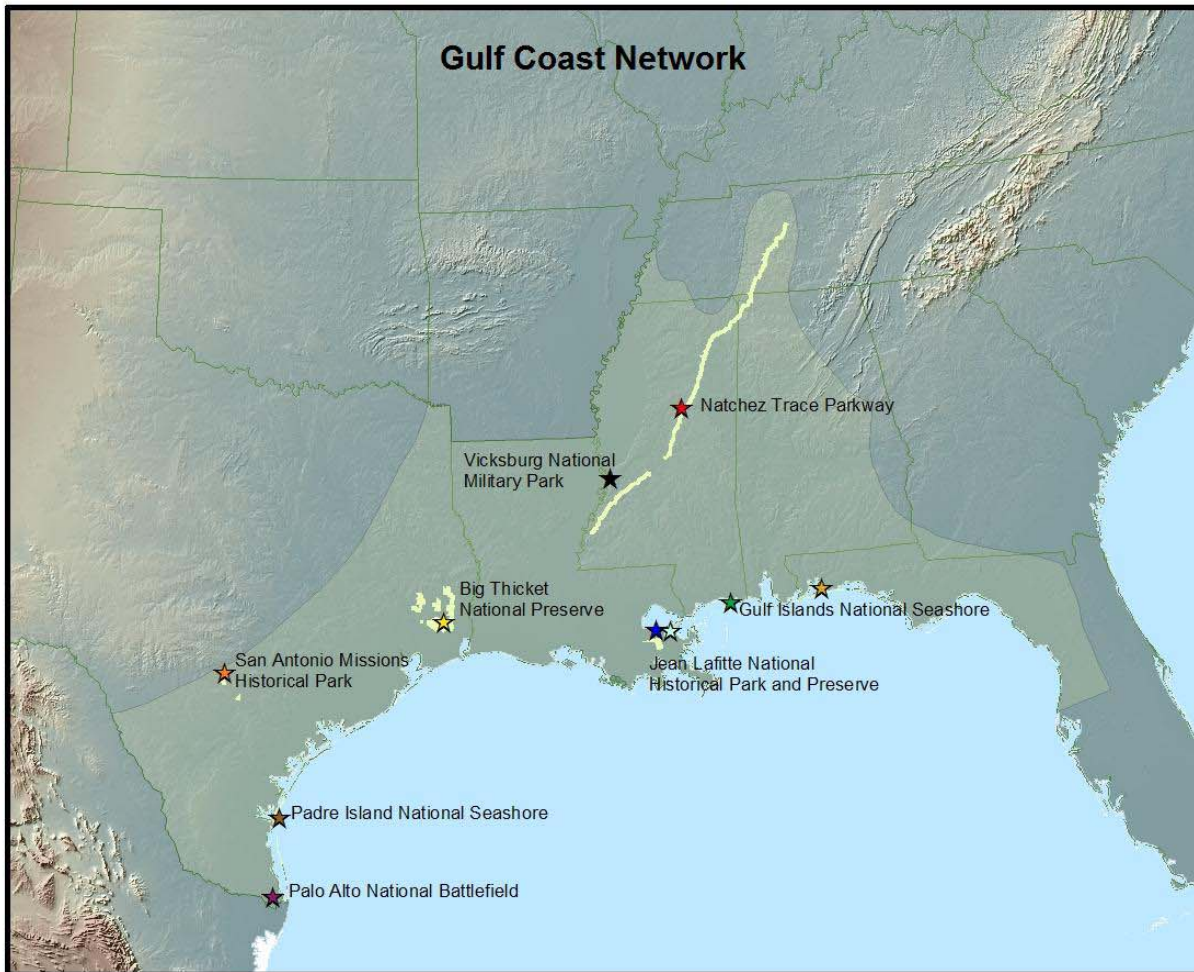 Gulf Coast Network
Natchez Trace Parkway
Vicksburg National
Military Park
Big Thicket
National Preserve
Gulf Islands National Seashore
San Antonio Missions
Historical Park
Jean Lafitte National
Historical Park and Preserve
Padre Island National Seashore
Palo Alto National Battlefield